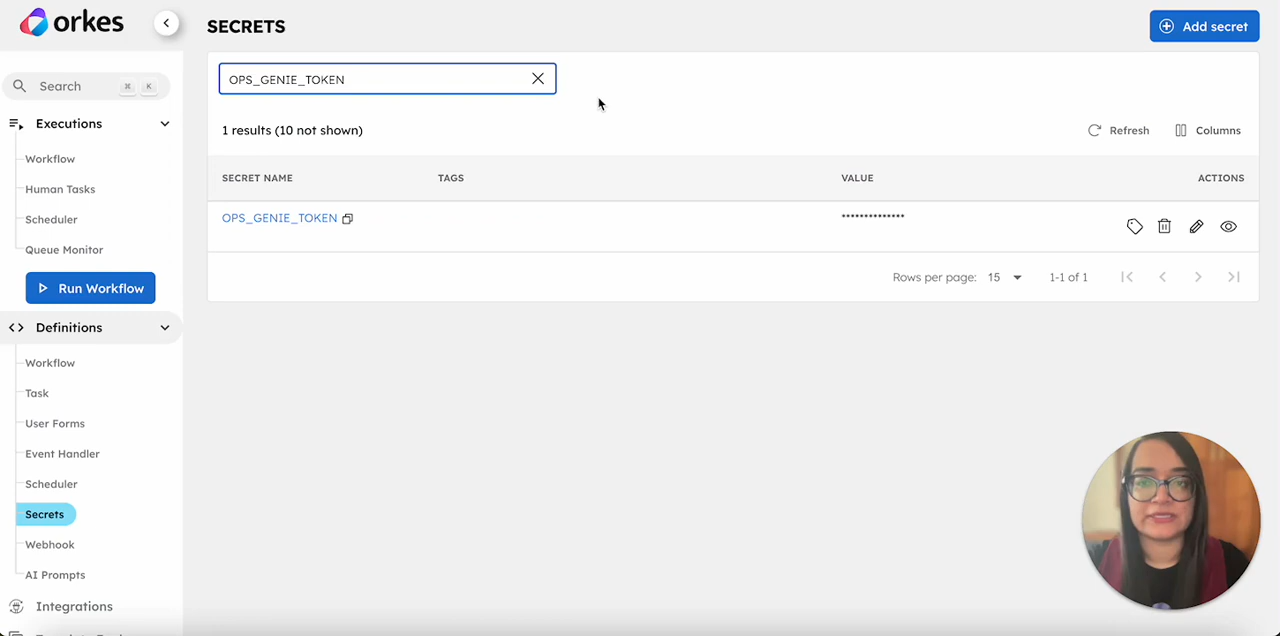 orkes
SECRETS
Add secret
Search ⌘ K
OPS_GENIE_TOKEN
Executions
1 results (10 not shown)
Refresh
Columns
Workflow
SECRET NAME TAGS VALUE ACTIONS
Human Tasks
Scheduler
OPS_GENIE_TOKEN **************
Queue Monitor
Rows per page: 15 1-1 of 1
Run Workflow
Definitions
Workflow
Task
User Forms
Event Handler
Scheduler
Secrets
Webhook
AI Prompts
Integrations